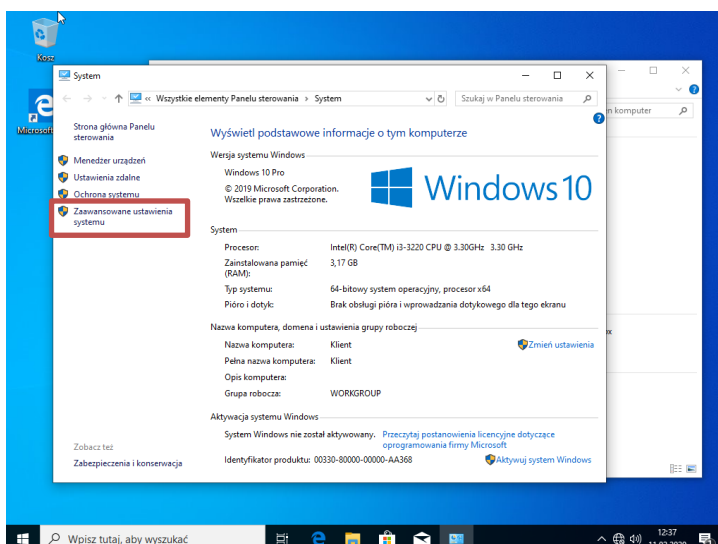 Kosz
System
Wszystkie elementy Panelu sterowania > System
Szukaj w Panelu sterowania
en komputer
Microsoft
Strona główna Panelu
sterowania
Menedżer urządzeń
Ustawienia zdalne
Ochrona systemu
Zaawansowane ustawienia
systemu
Wyświetl podstawowe informacje o tym komputerze
Wersja systemu Windows
Windows 10 Pro
© 2019 Microsoft Corporation.
Wszelkie prawa zastrzeżone.
Windows 10
System
Procesor: Intel(R) Core(TM) i3-3220 CPU @ 3.30GHz 3.30 GHz
Zainstalowana pamięć
(RAM): 3,17 GB
Typ systemu: 64-bitowy system operacyjny, procesor x64
Pióro i dotyk: Brak obsługi pióra i wprowadzania dotykowego dla tego ekranu
Nazwa komputera, domena i ustawienia grupy roboczej
Nazwa komputera: Klient
Zmień ustawienia
Pełna nazwa komputera: Klient
Opis komputera:
Grupa robocza: WORKGROUP
Aktywacja systemu Windows
System Windows nie został aktywowany. Przeczytaj postanowienia licencyjne dotyczące
oprogramowania firmy Microsoft
Identyfikator produktu: 00330-80000-00000-AA368
Aktywuj system Windows
Zobacz też
Zabezpieczenia i konserwacja
Wpisz tutaj, aby wyszukać
12:37